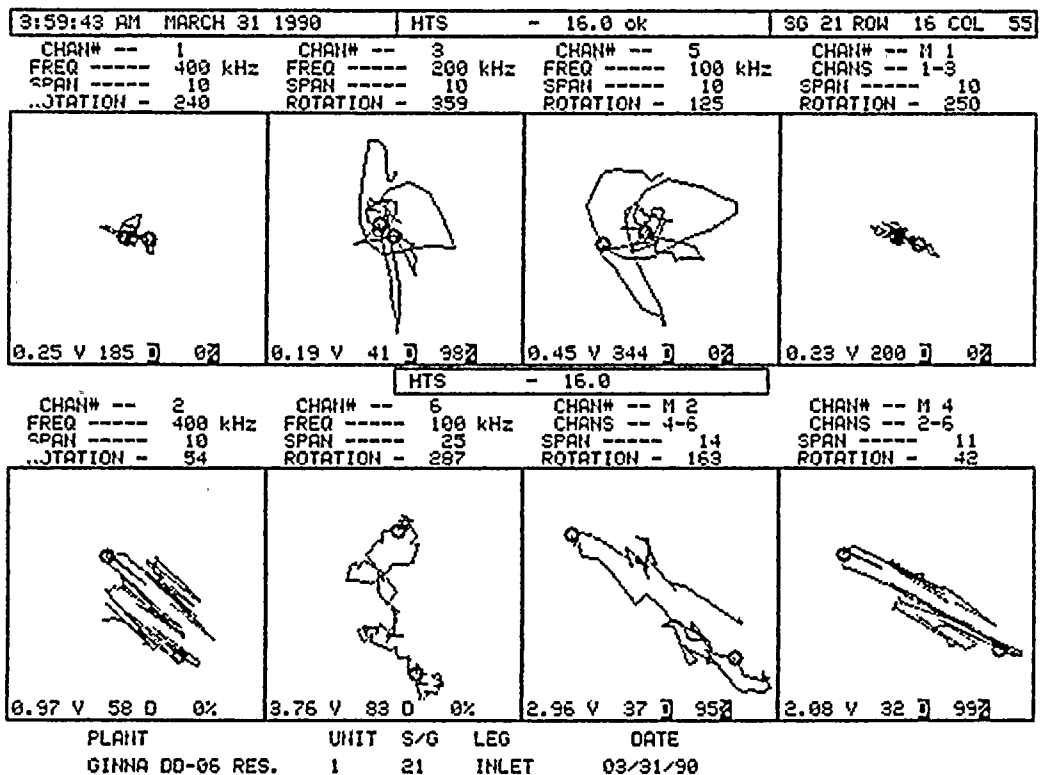 3:59:43 AM MARCH 31 1990 HTS - 16.0 ok SG 21 ROW 16 COL 55
CHAN# -- 1 CHAN# -- 3 CHAN# -- 5 CHAN# -- M 1
FREQ ----- 400 kHz FREQ ----- 200 kHz FREQ ----- 100 kHz CHANS -- 1-3
SPAN ----- 10 SPAN ----- 10 SPAN ----- 10 SPAN ----- 10
..OTATION - 240 ROTATION - 359 ROTATION - 125 ROTATION - 250
0.25 V 185 D 0% 0.19 V 41 D 98% 0.45 V 344 D 0% 0.23 V 200 D 0%
HTS - 16.0
CHAN# -- 2 CHAN# -- 6 CHAN# -- M 2 CHAN# -- M 4
FREQ ----- 400 kHz FREQ ----- 100 kHz CHANS -- 4-6 CHANS -- 2-6
SPAN ----- 10 SPAN ----- 25 SPAN ----- 14 SPAN ----- 11
..OTATION - 54 ROTATION - 287 ROTATION - 163 ROTATION - 42
0.97 V 58 D 0% 3.76 V 83 D 0% 2.96 V 37 D 95% 2.08 V 32 D 99%
PLANT UNIT S/G LEG DATE
GINNA DD-06 RES. 1 21 INLET 03/31/90